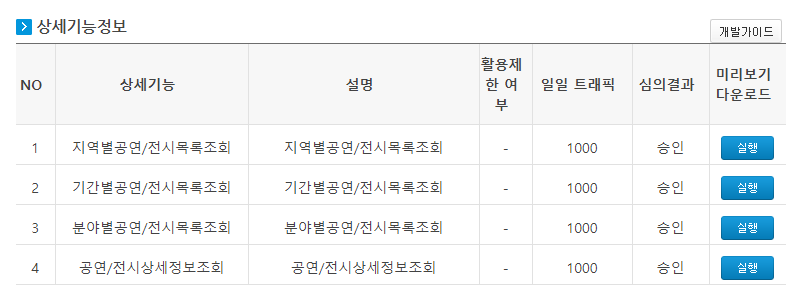 상세기능정보
개발가이드
NO 상세기능 설명 활용제한 여부 일일 트래픽 심의결과 미리보기 다운로드
1 지역별공연/전시목록조회 지역별공연/전시목록조회 - 1000 승인 실행
2 기간별공연/전시목록조회 기간별공연/전시목록조회 - 1000 승인 실행
3 분야별공연/전시목록조회 분야별공연/전시목록조회 - 1000 승인 실행
4 공연/전시상세정보조회 공연/전시상세정보조회 - 1000 승인 실행